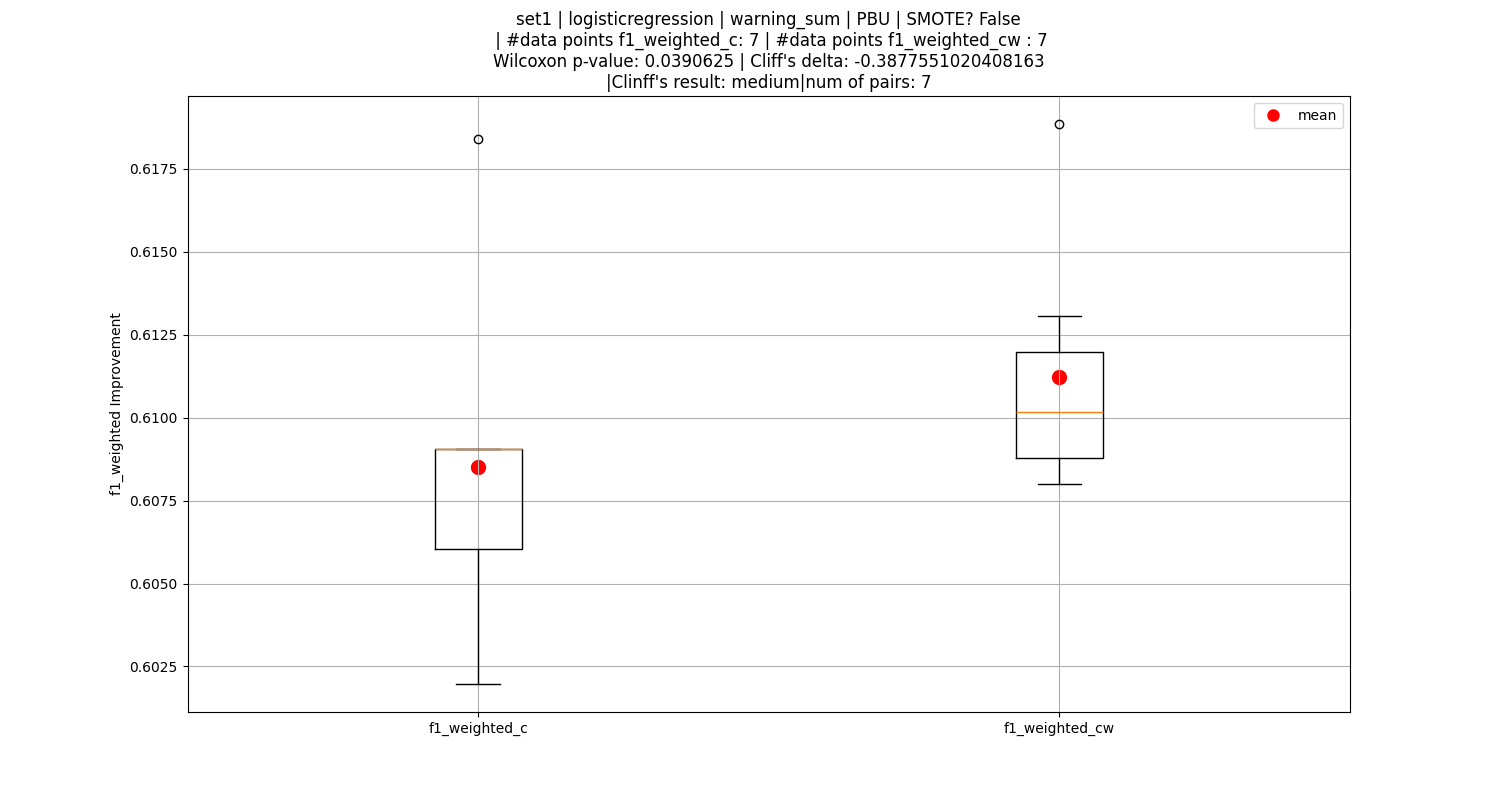 set1 | logisticregression | warning_sum | PBU | SMOTE? False
| #data points f1_weighted_c: 7 | #data points f1_weighted_cw : 7
Wilcoxon p-value: 0.0390625 | Cliff's delta: -0.3877551020408163
|Clinff's result: medium|num of pairs: 7
mean
0.6175
0.6150
0.6125
0.6100
0.6075
0.6050
0.6025
f1_weighted Improvement
f1_weighted_c
f1_weighted_cw